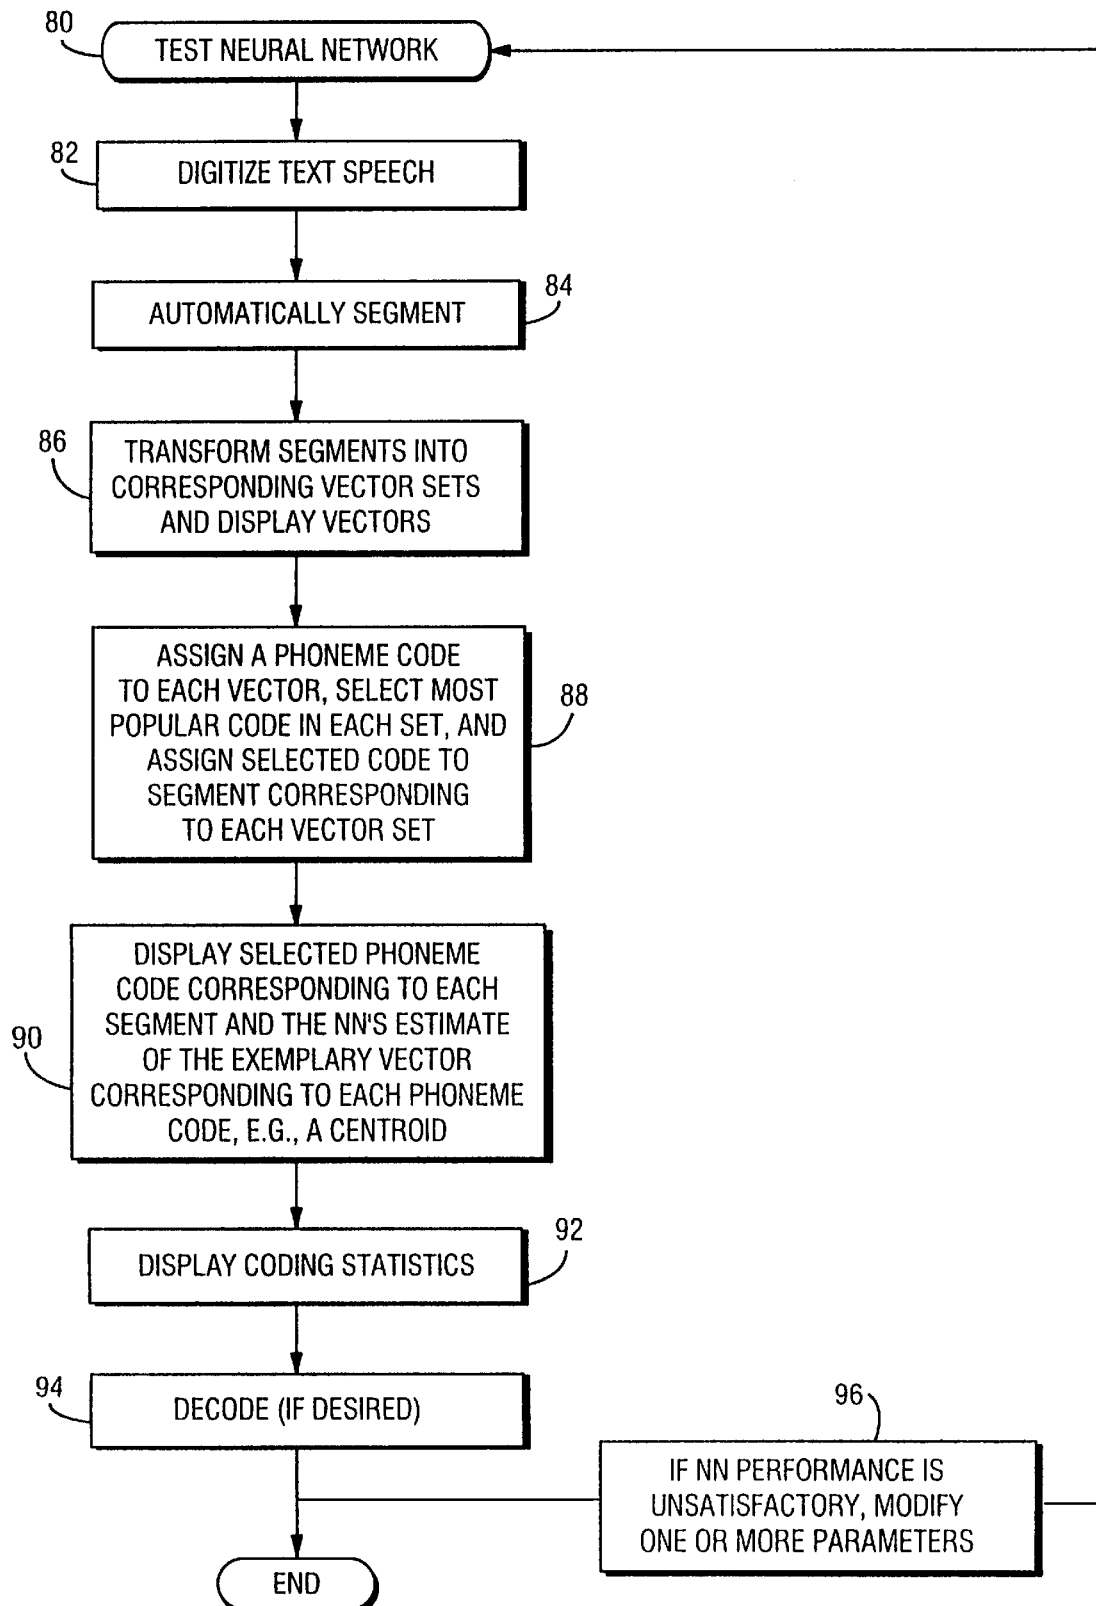 80
TEST NEURAL NETWORK
82
DIGITIZE TEXT SPEECH
84
AUTOMATICALLY SEGMENT
86
TRANSFORM SEGMENTS INTO
CORRESPONDING VECTOR SETS
AND DISPLAY VECTORS
88
ASSIGN A PHONEME CODE
TO EACH VECTOR, SELECT MOST
POPULAR CODE IN EACH SET, AND
ASSIGN SELECTED CODE TO
SEGMENT CORRESPONDING
TO EACH VECTOR SET
90
DISPLAY SELECTED PHONEME
CODE CORRESPONDING TO EACH
SEGMENT AND THE NN'S ESTIMATE
OF THE EXEMPLARY VECTOR
CORRESPONDING TO EACH PHONEME
CODE, E.G., A CENTROID
92
DISPLAY CODING STATISTICS
94
DECODE (IF DESIRED)
96
IF NN PERFORMANCE IS
UNSATISFACTORY, MODIFY
ONE OR MORE PARAMETERS
END